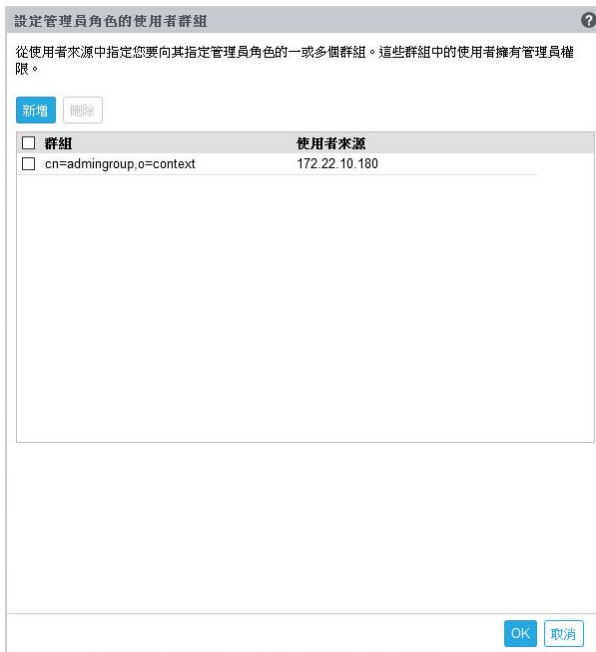 設定管理員角色的使用者群組
從使用者來源中指定您要向其指定管理員角色的一或多個群組。這些群組中的使用者擁有管理員權
限。
新增 刪除
群組 使用者來源
cn=admingroup,o=context 172.22.10.180
OK 取消